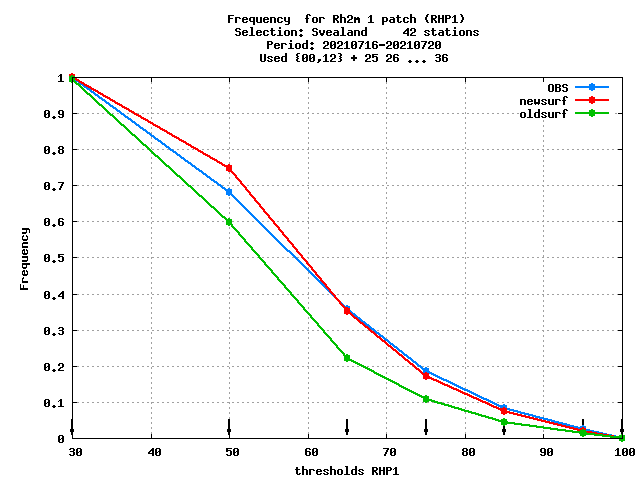 Frequency  for Rh2m 1 patch (RHP1)
Selection: Svealand     42 stations
Period: 20210716-20210720
Used {00,12} + 25 26 ... 36
OBS
newsurf
oldsurf
1
0.9
0.8
0.7
0.6
0.5
0.4
0.3
0.2
0.1
0
Frequency
30 40 50 60 70 80 90 100
thresholds RHP1